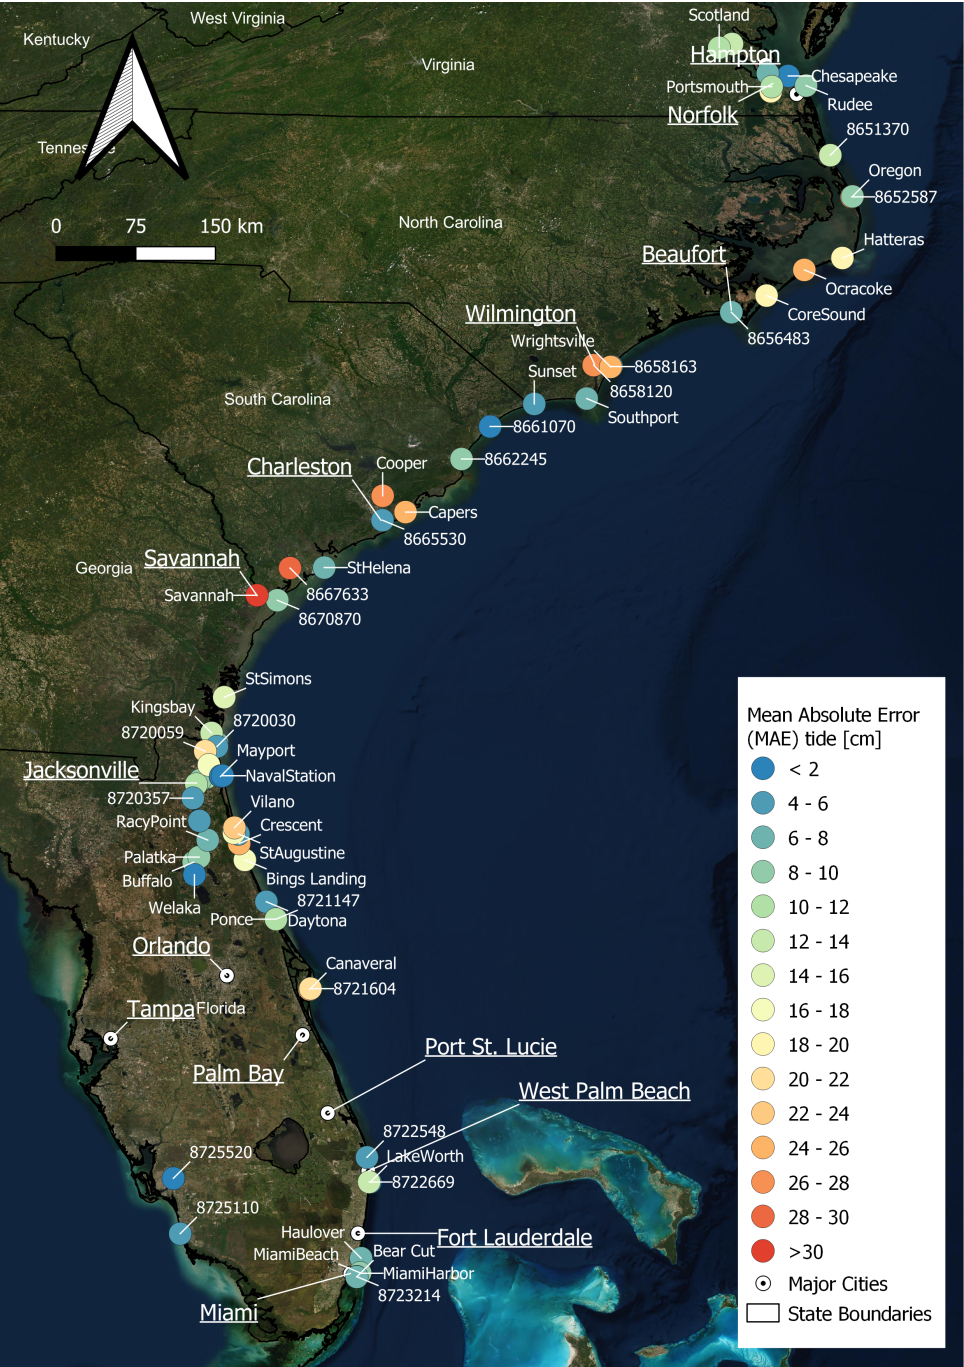 Scotland
West Virginia
Kentucky
Hampton
Virginia
Chesapeake
Portsmouth
Rudee
Norfolk
8651370
Tennessee
Oregon
8652587
0 75 150 km
North Carolina
Hatteras
Beaufort
Ocracoke
CoreSound
Wilmington
8656483
Wrightsville
8658163
Sunset
8658120
South Carolina
Southport
8661070
8662245
Charleston
Cooper
Capers
8665530
Georgia
Savannah
StHelena
Savannah
8667633
8670870
StSimons
Kingsbay
8720030
8720059
Mayport
Jacksonville
NavalStation
8720357
Vilano
RacyPoint
Crescent
Palatka
StAugustine
Buffalo
Bings Landing
Welaka
8721147
Ponce
Daytona
Orlando
Canaveral
8721604
Tampa
Florida
Palm Bay
Port St. Lucie
West Palm Beach
8722548
8725520
LakeWorth
8722669
8725110
Haulover
Fort Lauderdale
MiamiBeach
Bear Cut
MiamiHarbor
8723214
Miami
Mean Absolute Error
(MAE) tide [cm]
< 2
4 - 6
6 - 8
8 - 10
10 - 12
12 - 14
14 - 16
16 - 18
18 - 20
20 - 22
22 - 24
24 - 26
26 - 28
28 - 30
>30
Major Cities
State Boundaries